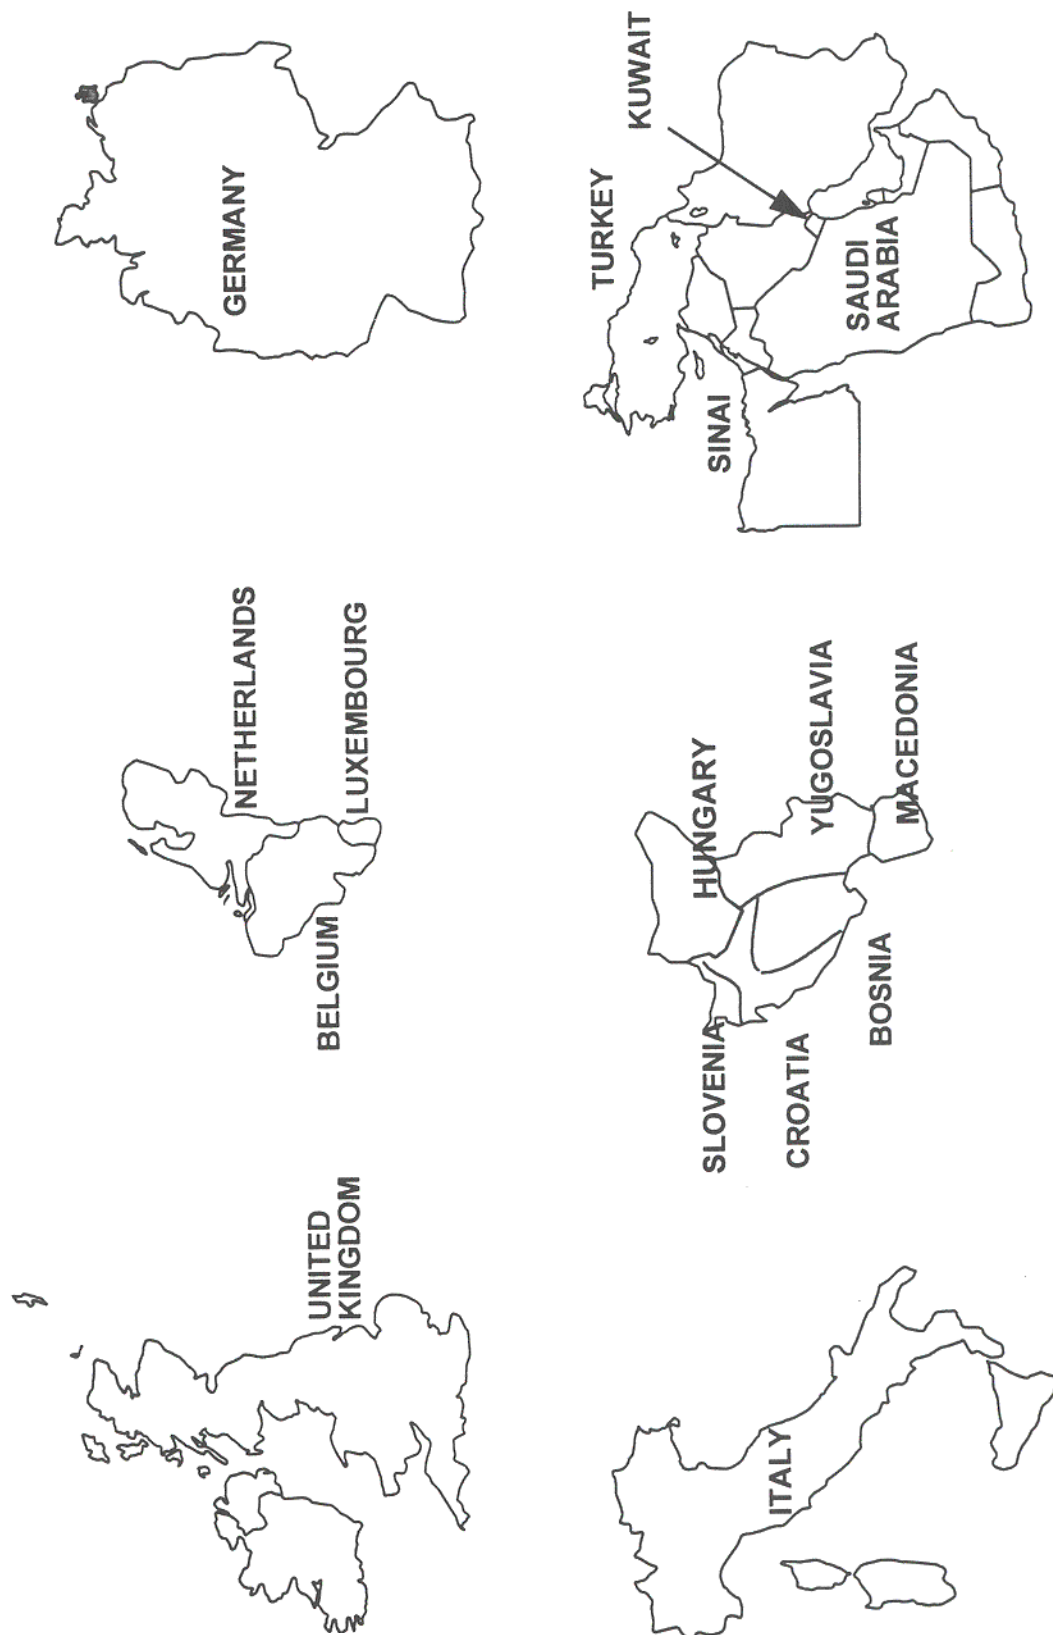 UNITED
KINGDOM
BELGIUM
NETHERLANDS
LUXEMBOURG
GERMANY
ITALY
SLOVENIA
CROATIA
HUNGARY
BOSNIA
YUGOSLAVIA
MACEDONIA
TURKEY
KUWAIT
SINAI
SAUDI
ARABIA